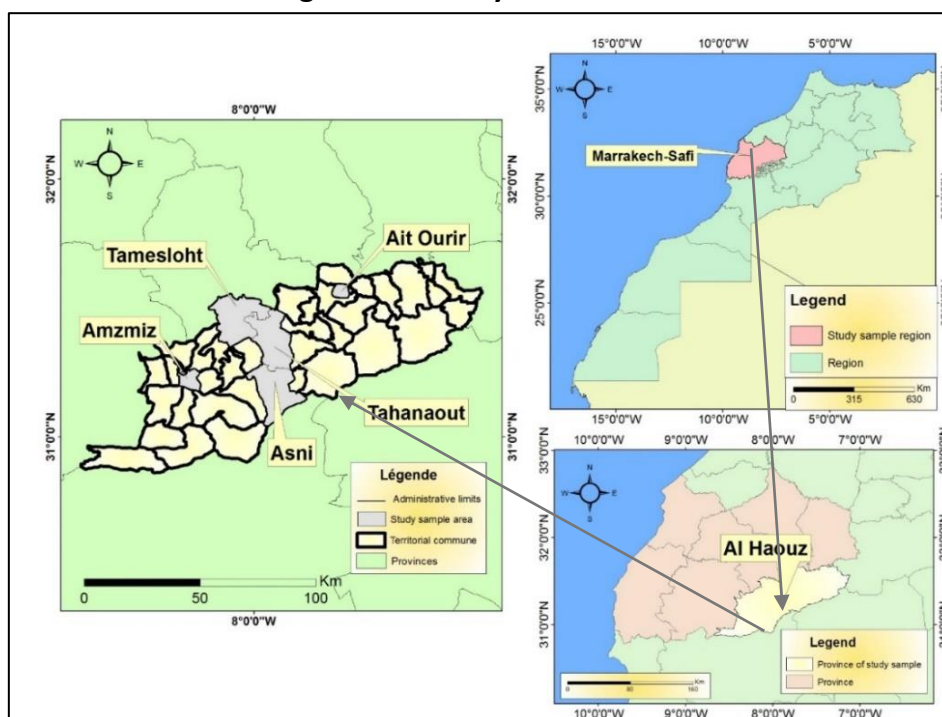 8°0'0"W
N
W E
S
32°0'0"N
32°0'0"N
Ait Ourir
Tamesloht
Amzmiz
Tahanaout
Asni
31°0'0"N
31°0'0"N
Légende
Administrative limits
Study sample area
Territorial commune
Provinces
Km
0 50 100
8°0'0"W
15°0'0"W 10°0'0"W 5°0'0"W
N
W E
S
35°0'0"N
Marrakech-Safi
30°0'0"N
25°0'0"N
Legend
Study sample region
Region
Km
0 315 630
10°0'0"W 5°0'0"W
10°0'0"W 9°0'0"W 8°0'0"W 7°0'0"W
33°0'0"N
N
W E
S
32°0'0"N
Al Haouz
31°0'0"N
31°0'0"N
Legend
Province of study sample
Province
Km
0 80 160
10°0'0"W 9°0'0"W 8°0'0"W 7°0'0"W